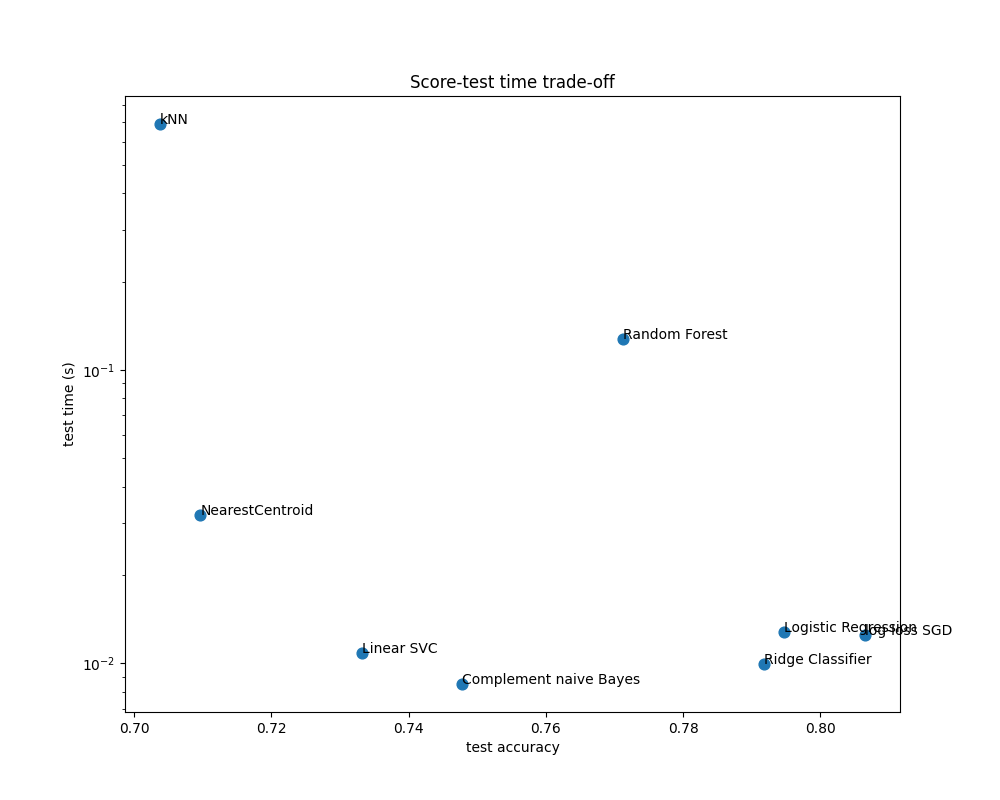 Score-test time trade-off
kNN
Random Forest
10⁻¹
test time (s)
NearestCentroid
Logistic Regression
log-loss SGD
Linear SVC
Ridge Classifier
10⁻²
Complement naive Bayes
0.70 0.72 0.74 0.76 0.78 0.80
test accuracy